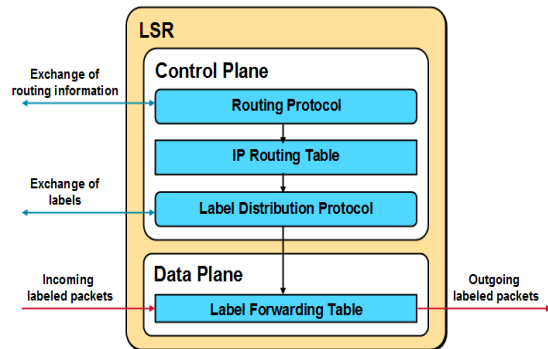 LSR
Control Plane
Exchange of
routing information
Routing Protocol
IP Routing Table
Exchange of
labels
Label Distribution Protocol
Data Plane
Incoming
labeled packets
Label Forwarding Table
Outgoing
labeled packets